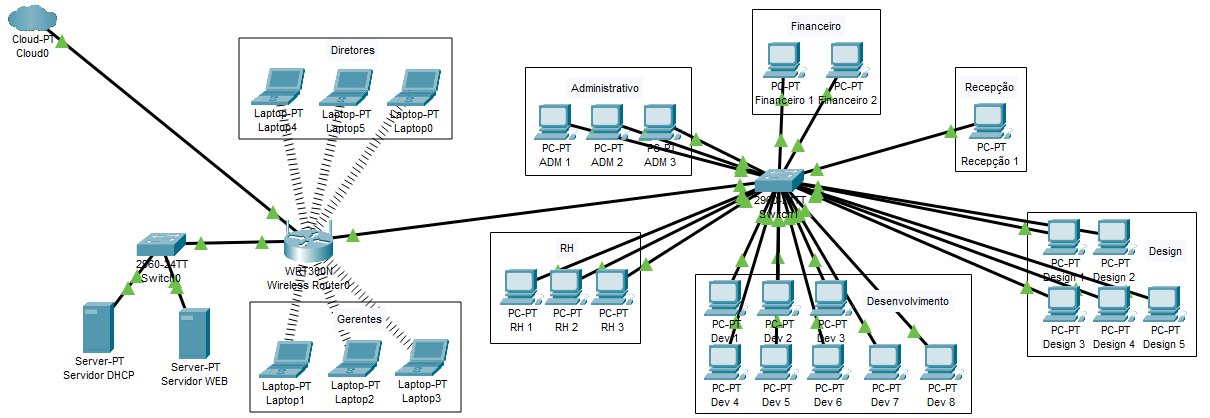 Cloud-PT
Cloud0
Diretores
Laptop-PT
Laptop4
Laptop-PT
Laptop5
Laptop-PT
Laptop0
Administrativo
PC-PT
ADM 1
PC-PT
ADM 2
PC-PT
ADM 3
Financeiro
PC-PT
Financeiro 1
PC-PT
Financeiro 2
Recepção
PC-PT
Recepção 1
2960-24TT
Switch1
2960-24TT
Switch0
WRT300N
Wireless Router0
Server-PT
Servidor DHCP
Server-PT
Servidor WEB
Gerentes
Laptop-PT
Laptop1
Laptop-PT
Laptop2
Laptop-PT
Laptop3
RH
PC-PT
RH 1
PC-PT
RH 2
PC-PT
RH 3
Desenvolvimento
PC-PT
Dev 1
PC-PT
Dev 2
PC-PT
Dev 3
PC-PT
Dev 4
PC-PT
Dev 5
PC-PT
Dev 6
PC-PT
Dev 7
PC-PT
Dev 8
Design
PC-PT
Design 1
PC-PT
Design 2
PC-PT
Design 3
PC-PT
Design 4
PC-PT
Design 5